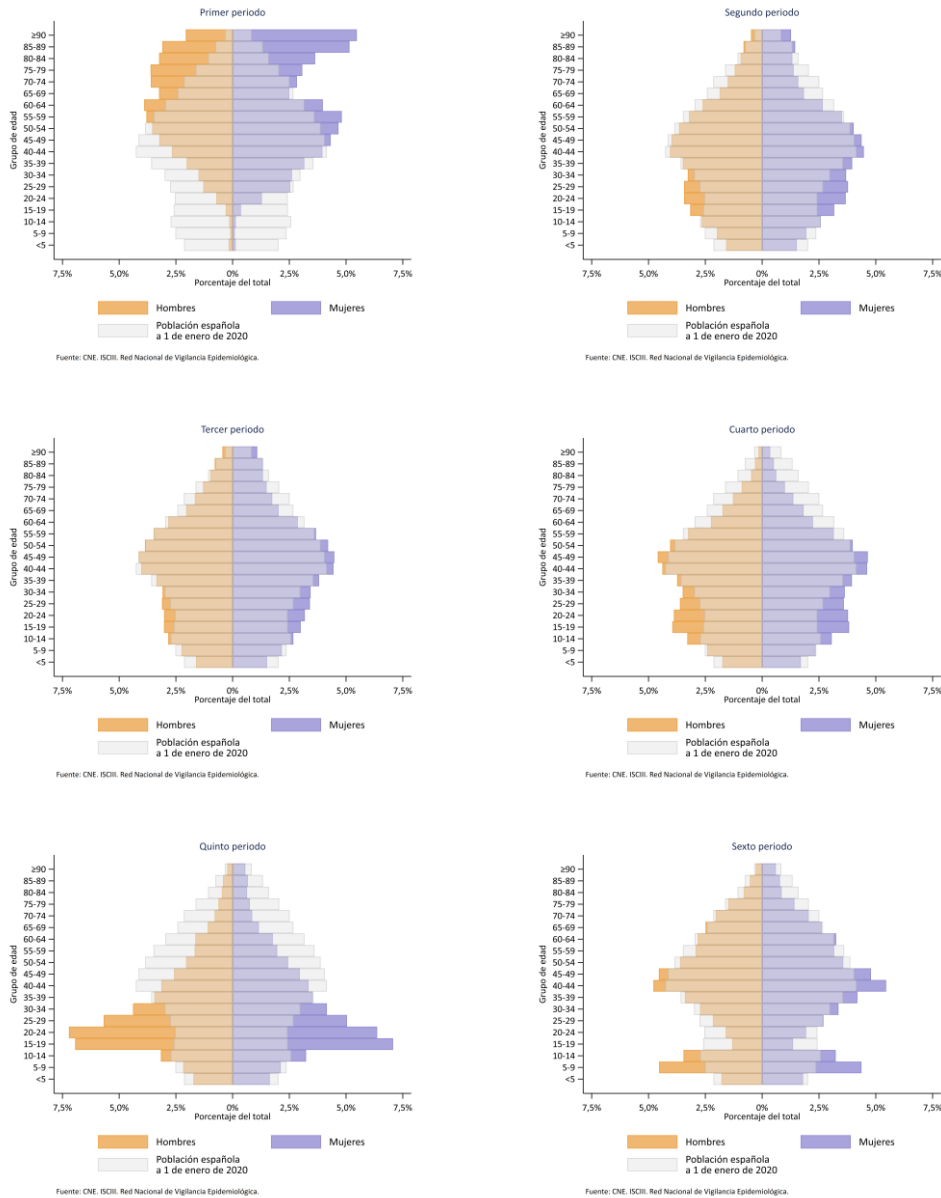 Primer periodo
Grupo de edad
≥90
85-89
80-84
75-79
70-74
65-69
60-64
55-59
50-54
45-49
40-44
35-39
30-34
25-29
20-24
15-19
10-14
5-9
<5
7,5% 5,0% 2,5% 0% 2,5% 5,0% 7,5%
Porcentaje del total
Hombres Mujeres
Población española
a 1 de enero de 2020
Fuente: CNE. ISCIII. Red Nacional de Vigilancia Epidemiológica.
Segundo periodo
Grupo de edad
≥90
85-89
80-84
75-79
70-74
65-69
60-64
55-59
50-54
45-49
40-44
35-39
30-34
25-29
20-24
15-19
10-14
5-9
<5
7,5% 5,0% 2,5% 0% 2,5% 5,0% 7,5%
Porcentaje del total
Hombres Mujeres
Población española
a 1 de enero de 2020
Fuente: CNE. ISCIII. Red Nacional de Vigilancia Epidemiológica.
Tercer periodo
Grupo de edad
≥90
85-89
80-84
75-79
70-74
65-69
60-64
55-59
50-54
45-49
40-44
35-39
30-34
25-29
20-24
15-19
10-14
5-9
<5
7,5% 5,0% 2,5% 0% 2,5% 5,0% 7,5%
Porcentaje del total
Hombres Mujeres
Población española
a 1 de enero de 2020
Fuente: CNE. ISCIII. Red Nacional de Vigilancia Epidemiológica.
Cuarto periodo
Grupo de edad
≥90
85-89
80-84
75-79
70-74
65-69
60-64
55-59
50-54
45-49
40-44
35-39
30-34
25-29
20-24
15-19
10-14
5-9
<5
7,5% 5,0% 2,5% 0% 2,5% 5,0% 7,5%
Porcentaje del total
Hombres Mujeres
Población española
a 1 de enero de 2020
Fuente: CNE. ISCIII. Red Nacional de Vigilancia Epidemiológica.
Quinto periodo
Grupo de edad
≥90
85-89
80-84
75-79
70-74
65-69
60-64
55-59
50-54
45-49
40-44
35-39
30-34
25-29
20-24
15-19
10-14
5-9
<5
7,5% 5,0% 2,5% 0% 2,5% 5,0% 7,5%
Porcentaje del total
Hombres Mujeres
Población española
a 1 de enero de 2020
Fuente: CNE. ISCIII. Red Nacional de Vigilancia Epidemiológica.
Sexto periodo
Grupo de edad
≥90
85-89
80-84
75-79
70-74
65-69
60-64
55-59
50-54
45-49
40-44
35-39
30-34
25-29
20-24
15-19
10-14
5-9
<5
7,5% 5,0% 2,5% 0% 2,5% 5,0% 7,5%
Porcentaje del total
Hombres Mujeres
Población española
a 1 de enero de 2020
Fuente: CNE. ISCIII. Red Nacional de Vigilancia Epidemiológica.